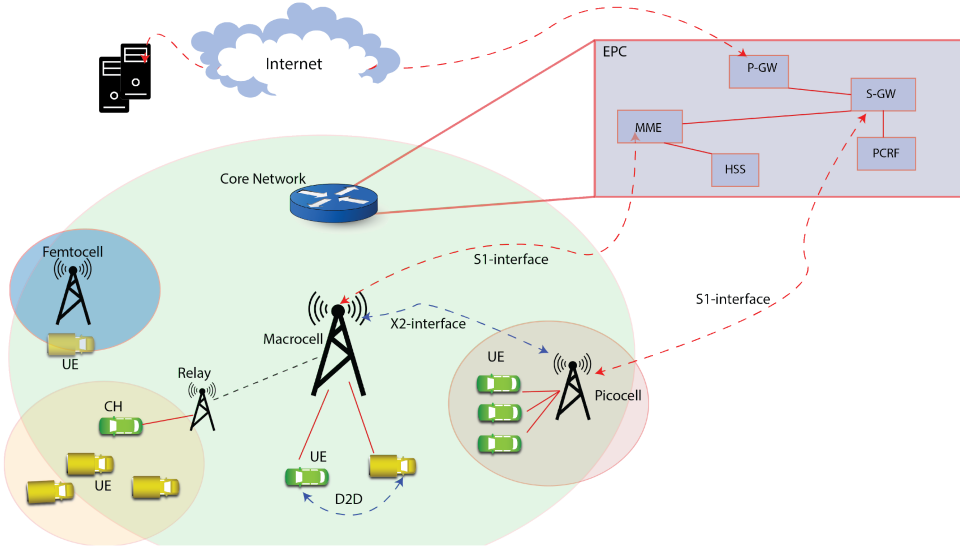 Internet
EPC
P-GW
S-GW
MME
PCRF
HSS
Core Network
Femtocell
S1-interface
S1-interface
X2-interface
Macrocell
UE
UE
Relay
Picocell
CH
UE
UE
D2D